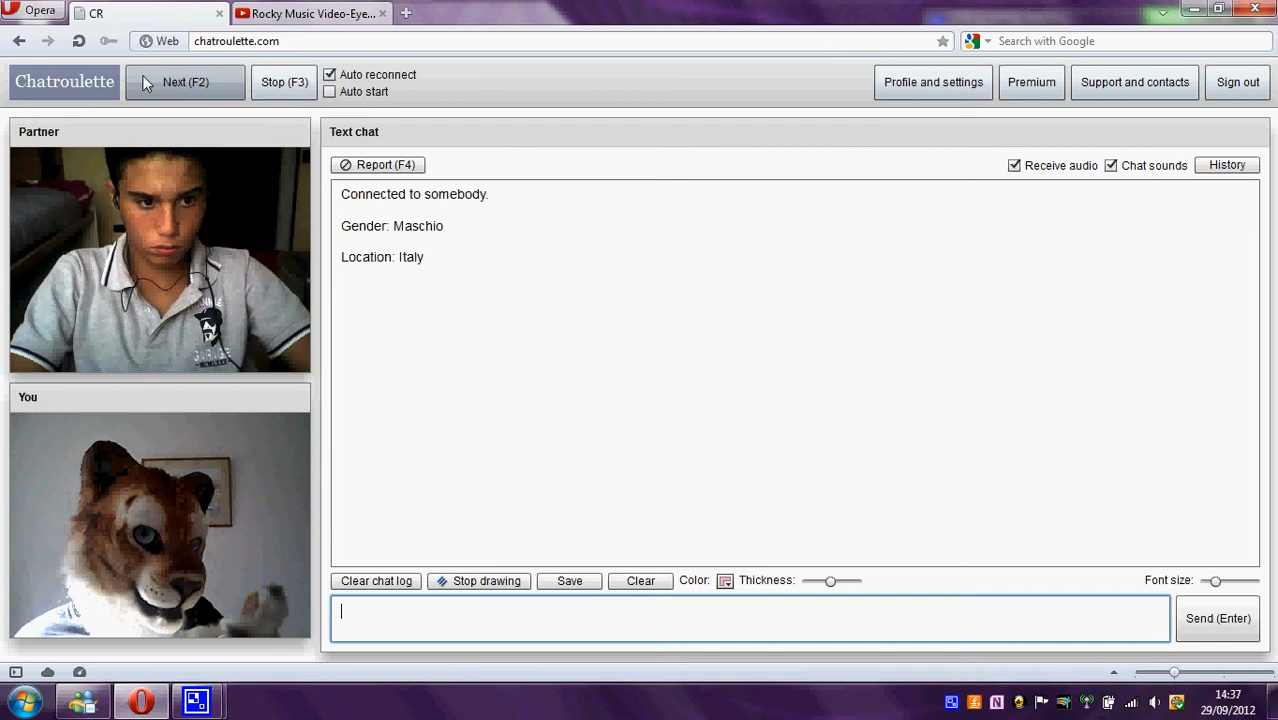 Opera
CR
Rocky Music Video-Eye...
Web
chatroulette.com
Search with Google
Chatroulette
Next (F2)
Stop (F3)
Auto reconnect
Auto start
Profile and settings
Premium
Support and contacts
Sign out
Partner
Text chat
Report (F4)
Receive audio
Chat sounds
History
Connected to somebody.
Gender: Maschio
Location: Italy
GARAGE
You
Clear chat log
Stop drawing
Save
Clear
Color:
Thickness:
Font size:
Send (Enter)
14:37
29/09/2012